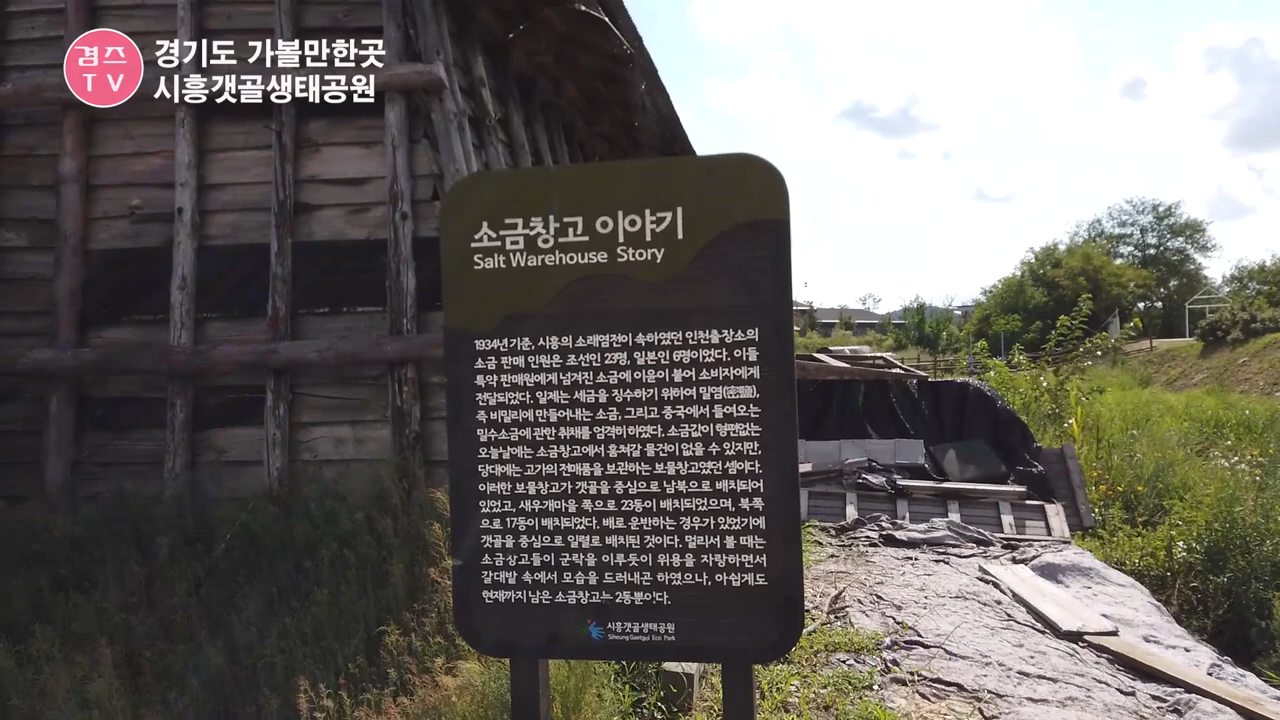 경즈
TV
경기도 가볼만한곳
시흥갯골생태공원
소금창고 이야기
Salt Warehouse Story
1934년 기준, 시흥의 소래염전이 속하였던 인천출장소의
소금 판매 인원은 조선인 23명, 일본인 6명이었다. 이들
특약 판매원에게 넘겨진 소금에 이윤이 붙어 소비자에게
전달되었다. 일제는 세금을 징수하기 위하여 밀염(密鹽),
즉 비밀리에 만들어내는 소금, 그리고 중국에서 들여오는
밀수소금에 관한 취재를 엄격히 하였다. 소금값이 형편없는
오늘날에는 소금창고에서 훔쳐갈 물건이 없을 수 있지만,
당대에는 고가의 전매품을 보관하는 보물창고였던 셈이다.
이러한 보물창고가 갯골을 중심으로 남북으로 배치되어
있었고, 새우개마을 쪽으로 23동이 배치되었으며, 북쪽
으로 17동이 배치되었다. 배로 운반하는 경우가 있었기에
갯골을 중심으로 일렬로 배치된 것이다. 멀리서 볼 때는
소금창고들이 군락을 이루듯이 위용을 자랑하면서
갈대밭 속에서 모습을 드러내곤 하였으나, 아쉽게도
현재까지 남은 소금창고는 2동뿐이다.
시흥갯골생태공원
Siheung Gaetgol Eco Park